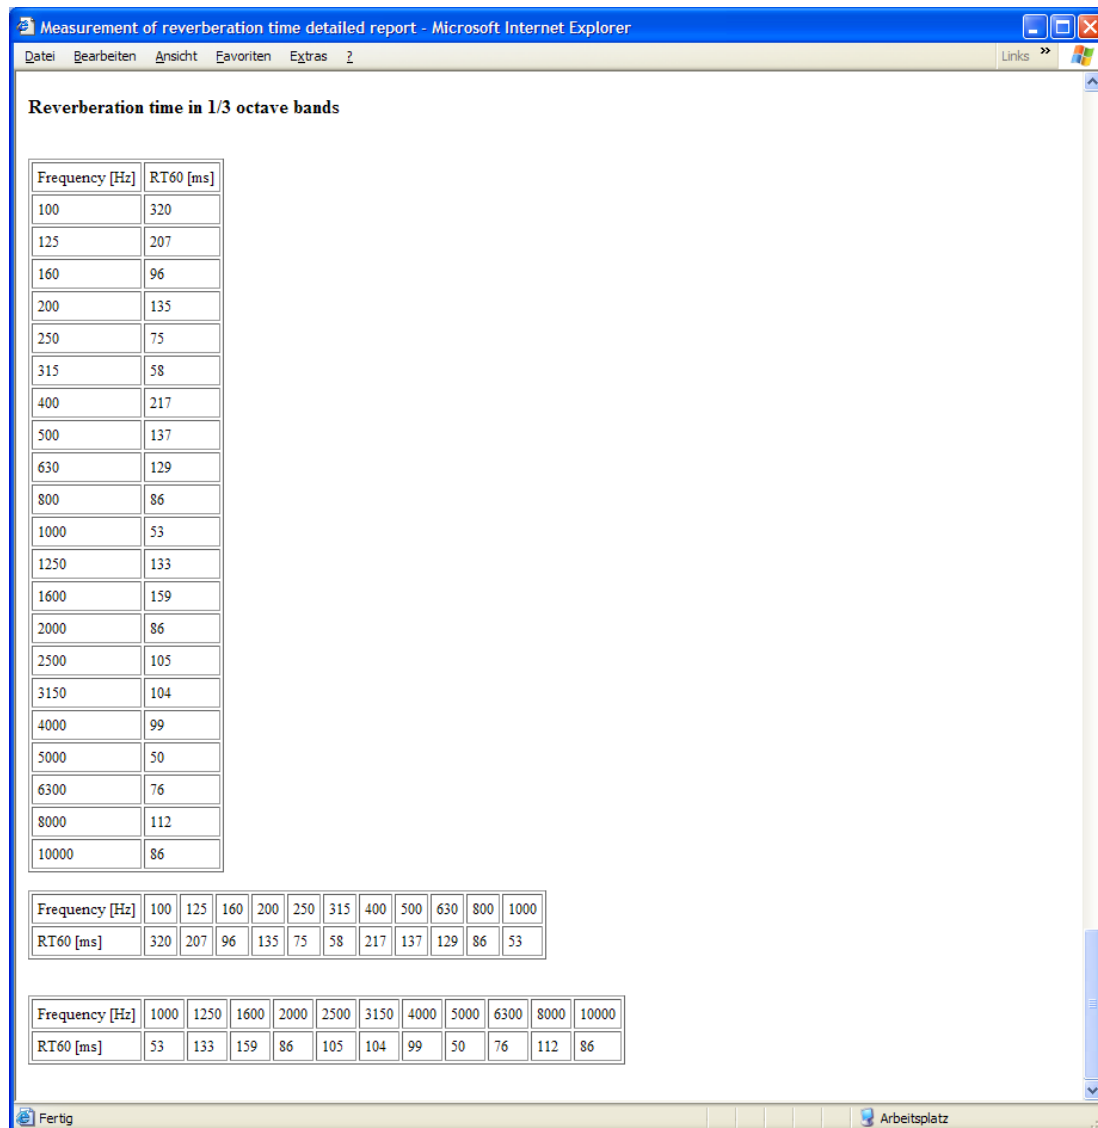 Measurement of reverberation time detailed report - Microsoft Internet Explorer
Datei Bearbeiten Ansicht Favoriten Extras ? Links »
Reverberation time in 1/3 octave bands
Frequency [Hz] RT60 [ms]
100 320
125 207
160 96
200 135
250 75
315 58
400 217
500 137
630 129
800 86
1000 53
1250 133
1600 159
2000 86
2500 105
3150 104
4000 99
5000 50
6300 76
8000 112
10000 86
Frequency [Hz] 100 125 160 200 250 315 400 500 630 800 1000
RT60 [ms] 320 207 96 135 75 58 217 137 129 86 53
Frequency [Hz] 1000 1250 1600 2000 2500 3150 4000 5000 6300 8000 10000
RT60 [ms] 53 133 159 86 105 104 99 50 76 112 86
Fertig Arbeitsplatz